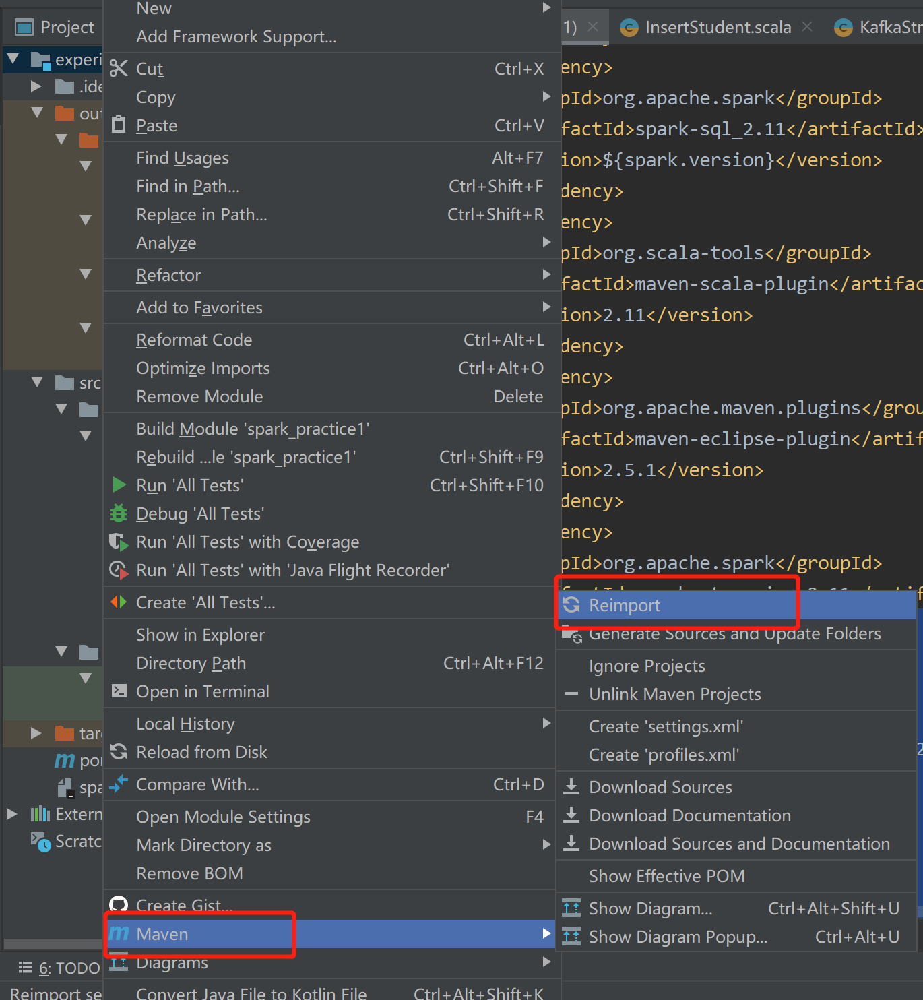 Project
experi
.ide
out
src
targ
por
spa
Extern
Scratc
6: TODO
Reimport se
New
Add Framework Support...
Cut Ctrl+X
Copy
Paste Ctrl+V
Find Usages Alt+F7
Find in Path... Ctrl+Shift+F
Replace in Path... Ctrl+Shift+R
Analyze
Refactor
Add to Favorites
Reformat Code Ctrl+Alt+L
Optimize Imports Ctrl+Alt+O
Remove Module Delete
Build Module 'spark_practice1'
Rebuild ...le 'spark_practice1' Ctrl+Shift+F9
Run 'All Tests' Ctrl+Shift+F10
Debug 'All Tests'
Run 'All Tests' with Coverage
Run 'All Tests' with 'Java Flight Recorder'
Create 'All Tests'...
Show in Explorer
Directory Path Ctrl+Alt+F12
Open in Terminal
Local History
Reload from Disk
Compare With... Ctrl+D
Open Module Settings F4
Mark Directory as
Remove BOM
Create Gist...
Maven
Diagrams
Convert Java File to Kotlin File Ctrl+Alt+Shift+K
1) InsertStudent.scala KafkaStr
ency>
pId>org.apache.spark</groupId>
factId>spark-sql_2.11</artifactId>
ion>${spark.version}</version>
dency>
ency>
pId>org.scala-tools</groupId>
factId>maven-scala-plugin</artifac
ion>2.11</version>
dency>
ency>
pId>org.apache.maven.plugins</grou
factId>maven-eclipse-plugin</artif
ion>2.5.1</version>
dency>
ency>
pId>org.apache.spark</groupId>
Reimport
Generate Sources and Update Folders
Ignore Projects
Unlink Maven Projects
Create 'settings.xml'
Create 'profiles.xml'
Download Sources
Download Documentation
Download Sources and Documentation
Show Effective POM
Show Diagram... Ctrl+Alt+Shift+U
Show Diagram Popup... Ctrl+Alt+U